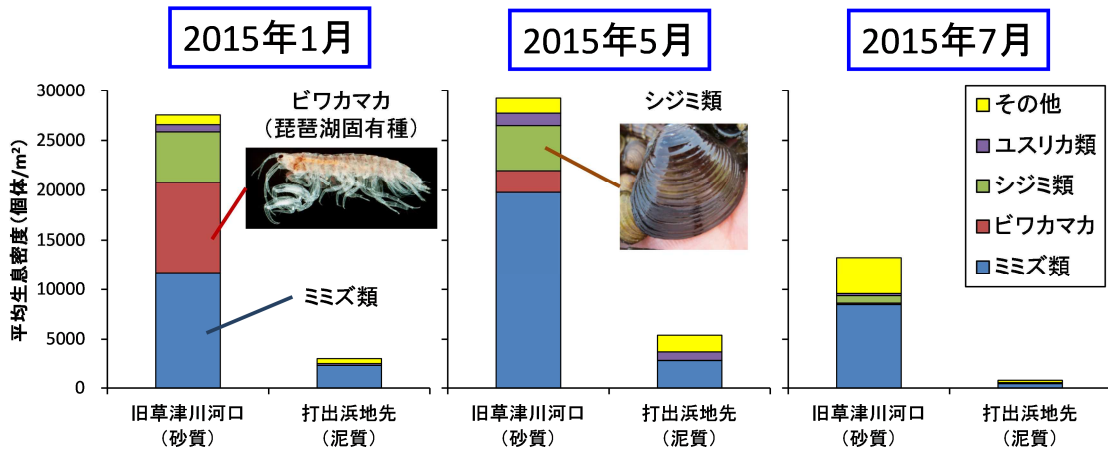 2015年1月
2015年5月
2015年7月
平均生息密度(個体/m²)
30000
25000
20000
15000
10000
5000
0
ビワカマカ
(琵琶湖固有種)
ミミズ類
シジミ類
その他
ユスリカ類
シジミ類
ビワカマカ
ミミズ類
旧草津川河口
(砂質)
打出浜地先
(泥質)
旧草津川河口
(砂質)
打出浜地先
(泥質)
旧草津川河口
(砂質)
打出浜地先
(泥質)